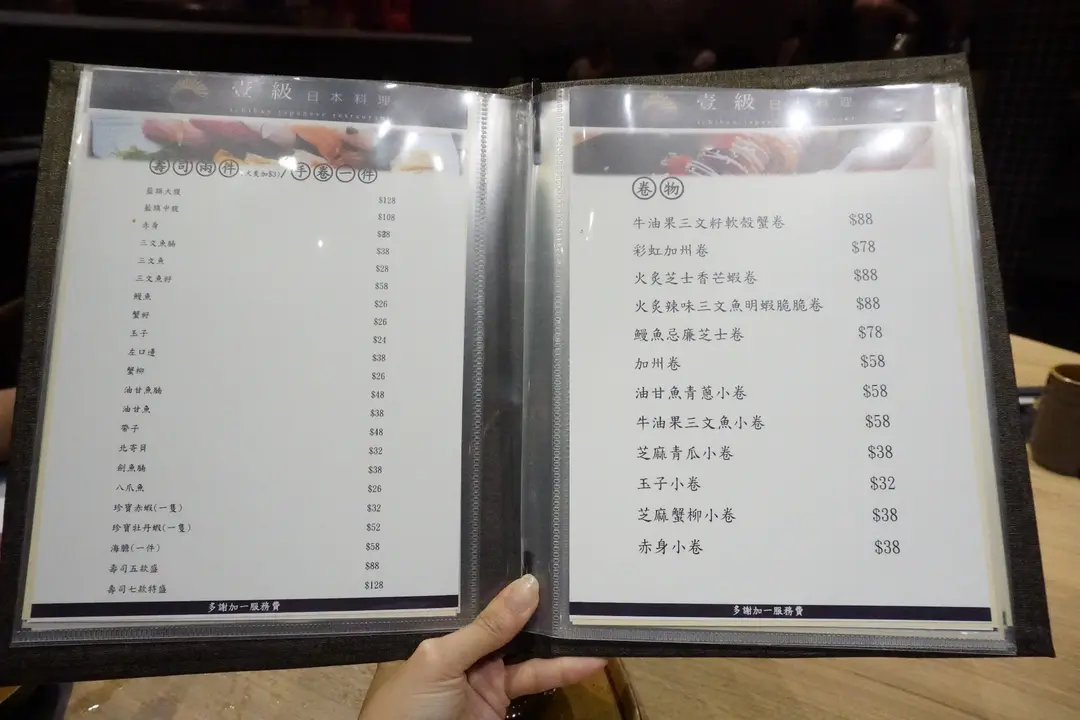 壹級 日本料理
ichiban japanese restaurant
壽司兩件 (火炙加$3) / 手卷一件
藍鰭大腹 $128
藍鰭中腹 $108
赤身 $28
三文魚腩 $38
三文魚 $28
三文魚籽 $58
鰻魚 $26
蟹籽 $26
玉子 $24
左口邊 $38
蟹柳 $26
油甘魚腩 $48
油甘魚 $38
帶子 $48
北寄貝 $32
劍魚腩 $38
八爪魚 $26
珍寶赤蝦(一隻) $32
珍寶牡丹蝦(一隻) $52
海膽(一件) $58
壽司五款盛 $88
壽司七款特盛 $128
多謝加一服務費
壹級 日本料理
卷物
牛油果三文籽軟殼蟹卷 $88
彩虹加州卷 $78
火炙芝士香芒蝦卷 $88
火炙辣味三文魚明蝦脆脆卷 $88
鰻魚忌廉芝士卷 $78
加州卷 $58
油甘魚青蔥小卷 $58
牛油果三文魚小卷 $58
芝麻青瓜小卷 $38
玉子小卷 $32
芝麻蟹柳小卷 $38
赤身小卷 $38
多謝加一服務費